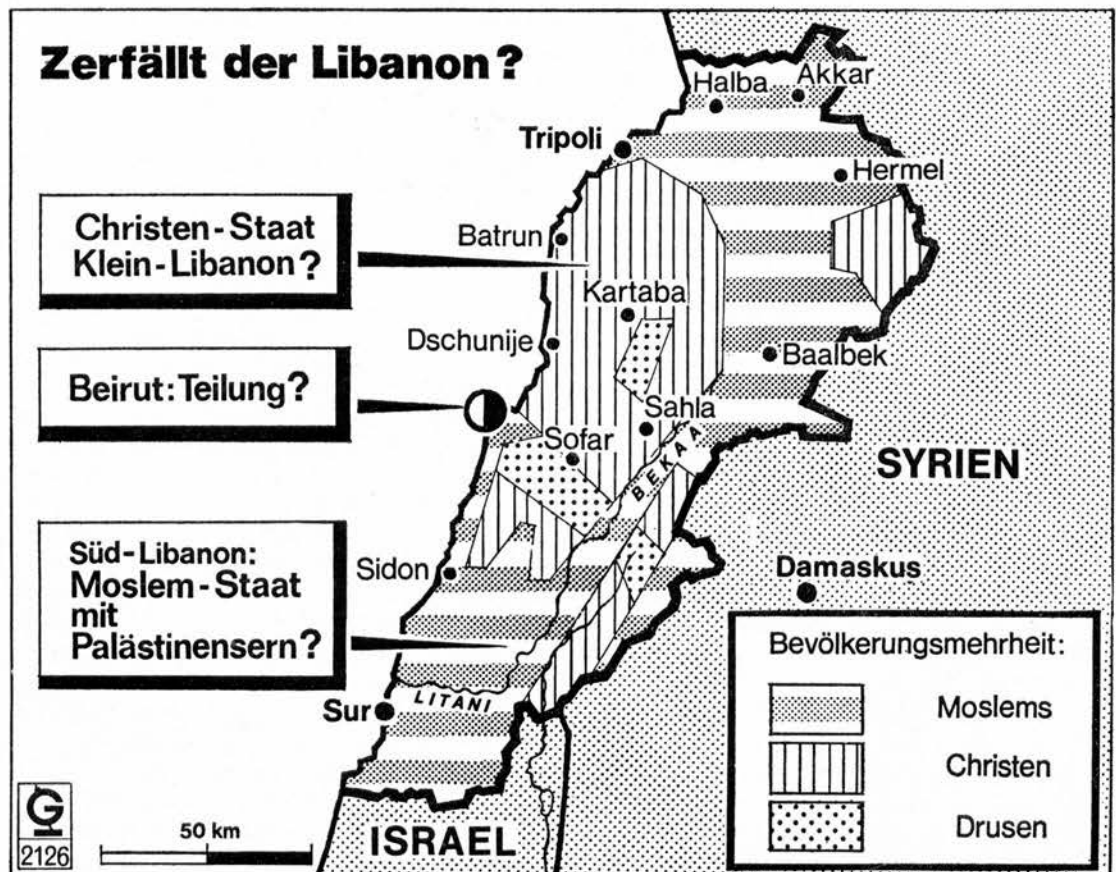 Zerfällt der Libanon?
Halba
Akkar
Tripoli
Hermel
Christen-Staat
Klein-Libanon?
Batrun
Kartaba
Dschunije
Baalbek
Beirut: Teilung?
Sahla
Sofar
BEKAA
SYRIEN
Süd-Libanon:
Moslem-Staat
mit
Palästinensern?
Sidon
Damaskus
LITANI
Sur
Bevölkerungsmehrheit:
Moslems
Christen
Drusen
G
2126
50 km
ISRAEL